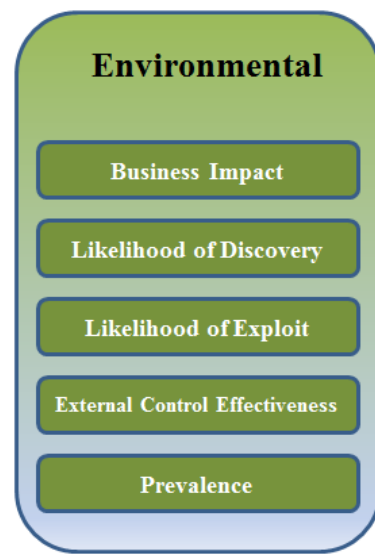 Environmental
Business Impact
Likelihood of Discovery
Likelihood of Exploit
External Control Effectiveness
Prevalence